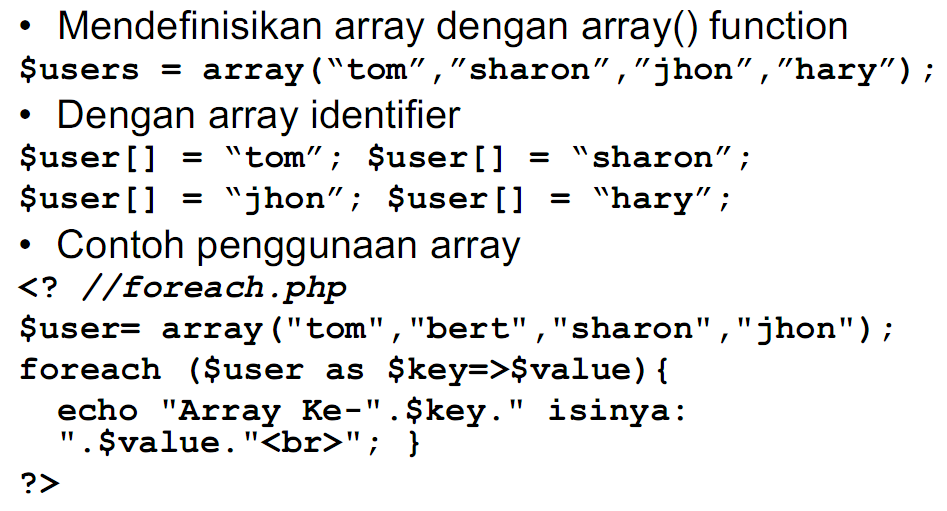 • Mendefinisikan array dengan array() function
$users = array(“tom”,”sharon”,”jhon”,”hary”);
• Dengan array identifier
$user[] = “tom”; $user[] = “sharon”;
$user[] = “jhon”; $user[] = “hary”;
• Contoh penggunaan array
<? //foreach.php
$user= array("tom","bert","sharon","jhon");
foreach ($user as $key=>$value){
echo "Array Ke-".$key." isinya:
".$value."<br>"; }
?>